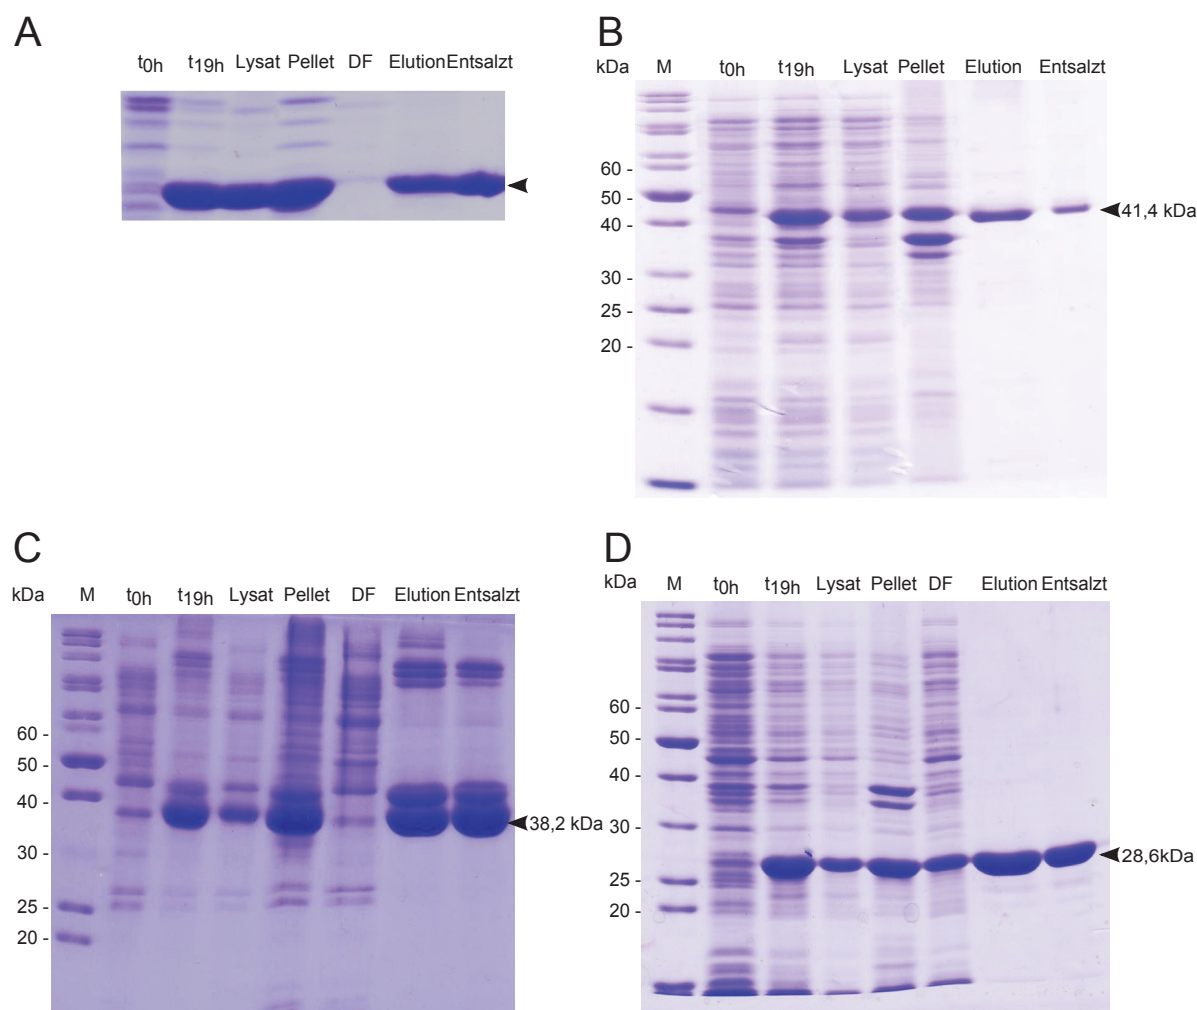 A
t0h t19h Lysat Pellet DF Elution Entsalzt
B
kDa M t0h t19h Lysat Pellet Elution Entsalzt
60 -
50 -
40 -
30 -
25 -
20 -
41,4 kDa
C
kDa M t0h t19h Lysat Pellet DF Elution Entsalzt
60 -
50 -
40 -
30 -
25 -
20 -
38,2 kDa
D
kDa M t0h t19h Lysat Pellet DF Elution Entsalzt
60 -
50 -
40 -
30 -
25 -
20 -
28,6kDa